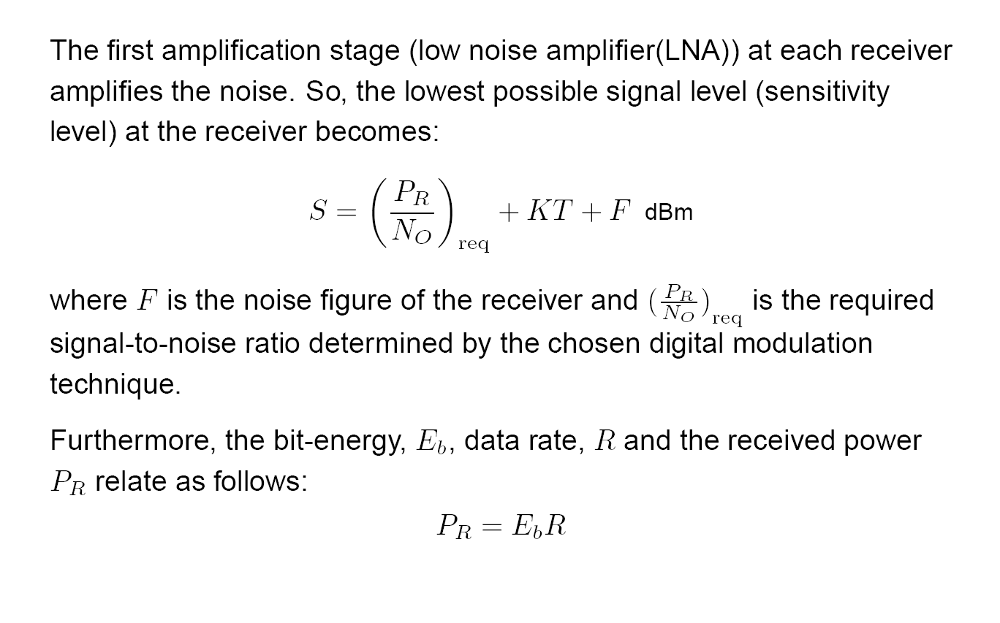 The first amplification stage (low noise amplifier(LNA)) at each receiver
amplifies the noise. So, the lowest possible signal level (sensitivity
level) at the receiver becomes:
$S = \left(\frac{P_R}{N_O}\right)_{\text{req}} + KT + F$ dBm
where $F$ is the noise figure of the receiver and $\left(\frac{P_R}{N_O}\right)_{\text{req}}$ is the required
signal-to-noise ratio determined by the chosen digital modulation
technique.
Furthermore, the bit-energy, $E_b$, data rate, $R$ and the received power
$P_R$ relate as follows:
$P_R = E_b R$